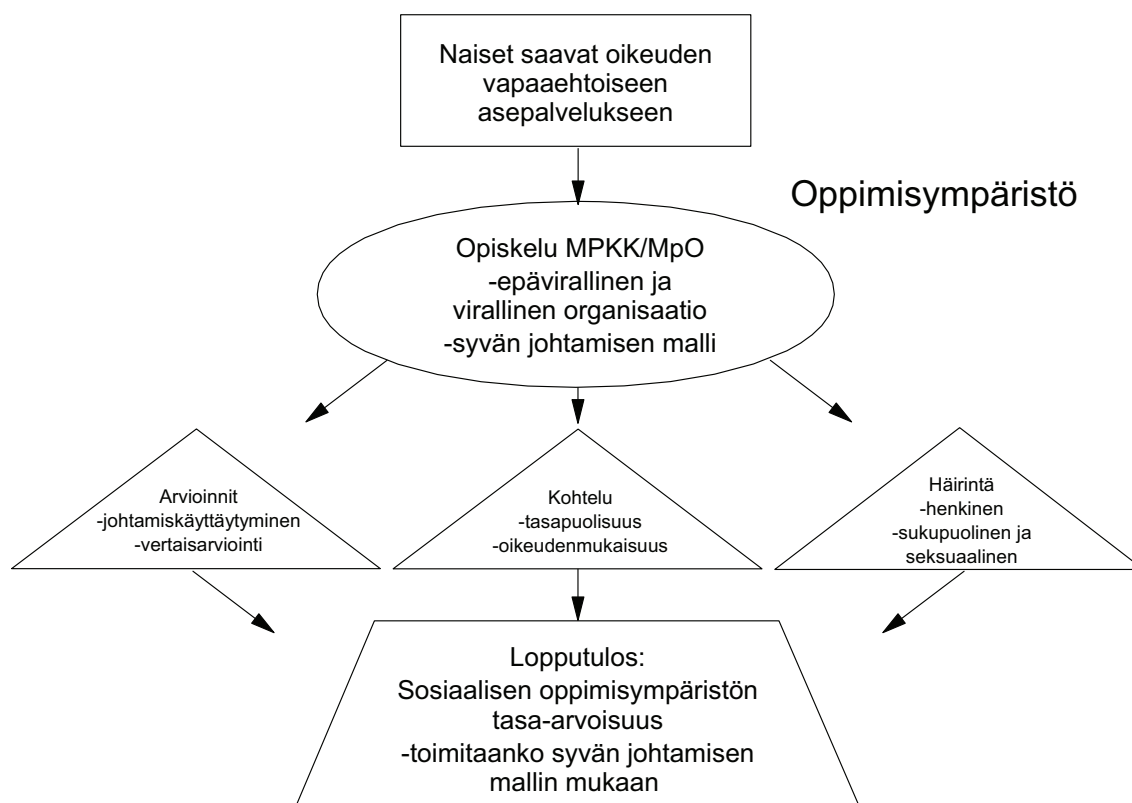 Naiset saavat oikeuden
vapaaehtoiseen
asepalvelukseen
Oppimisympäristö
Opiskelu MPKK/MpO
-epävirallinen ja
virallinen organisaatio
-syvän johtamisen malli
Arvioinnit
-johtamiskäyttäytyminen
-vertaisarviointi
Kohtelu
-tasapuolisuus
-oikeudenmukaisuus
Häirintä
-henkinen
-sukupuolinen ja
seksuaalinen
Lopputulos:
Sosiaalisen oppimisympäristön
tasa-arvoisuus
-toimitaanko syvän johtamisen
mallin mukaan